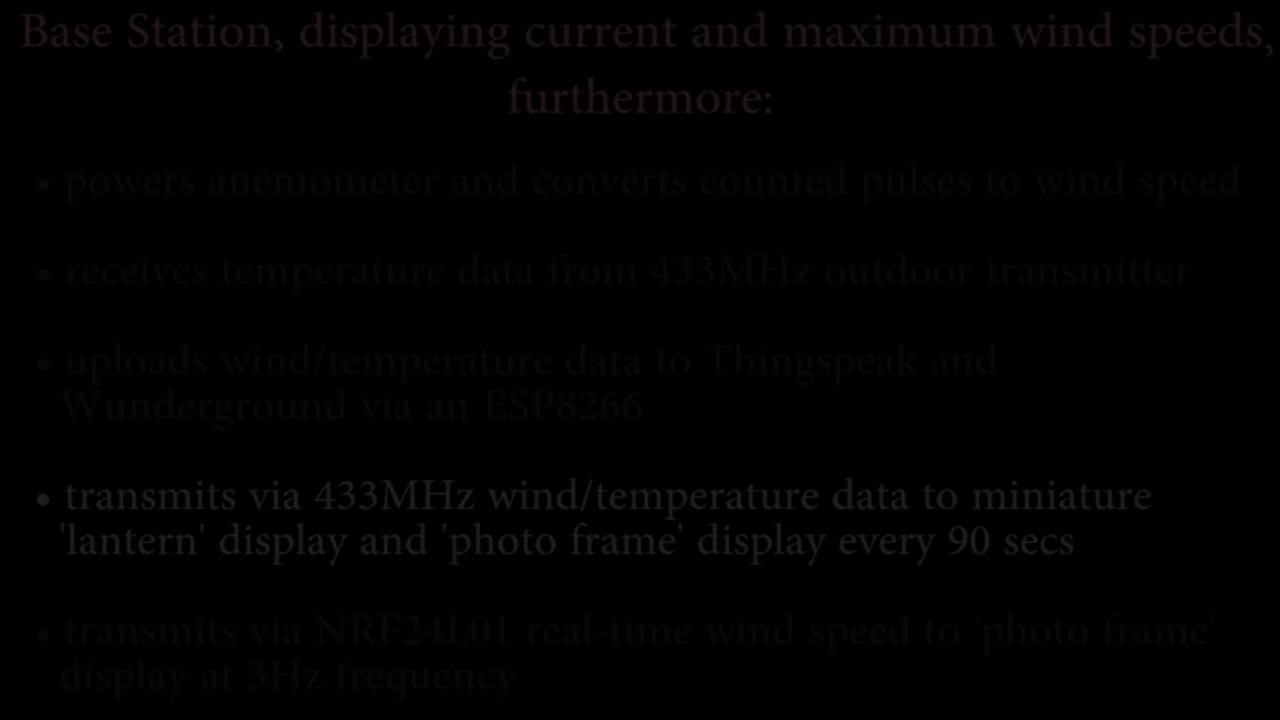 Base Station, displaying current and maximum wind speeds,
furthermore:
• powers anemometer and converts counted pulses to wind speed
• receives temperature data from 433MHz outdoor transmitter
• uploads wind/temperature data to Thingspeak and
Wunderground via an ESP8266
• transmits via 433MHz wind/temperature data to miniature
'lantern' display and 'photo frame' display every 90 secs
• transmits via NRF24L01 real-time wind speed to 'photo frame'
display at 3Hz frequency